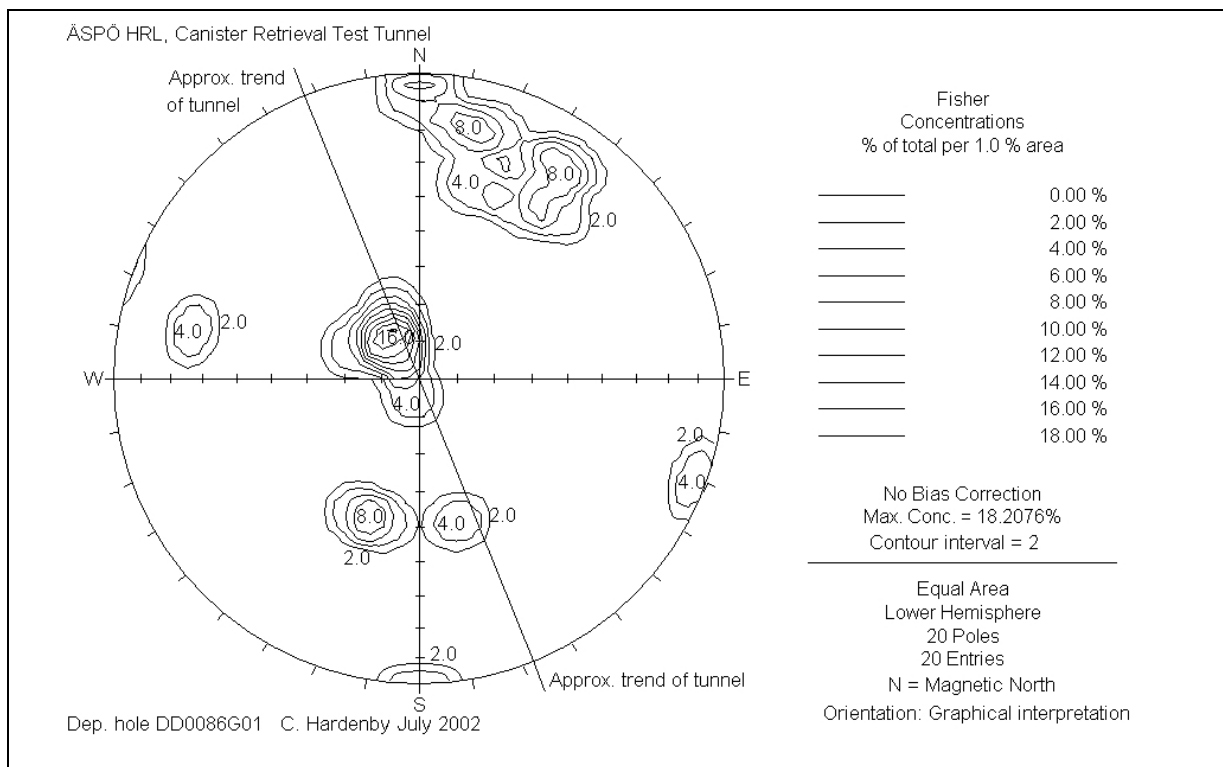 ÄSPÖ HRL, Canister Retrieval Test Tunnel
N
Approx. trend
of tunnel
8.0
8.0
4.0
2.0
4.0
2.0
16.0
2.0
W
E
4.0
2.0
4.0
8.0
4.0
2.0
2.0
2.0
S
Approx. trend of tunnel
Dep. hole DD0086G01 C. Hardenby July 2002
Fisher
Concentrations
% of total per 1.0 % area
0.00 %
2.00 %
4.00 %
6.00 %
8.00 %
10.00 %
12.00 %
14.00 %
16.00 %
18.00 %
No Bias Correction
Max. Conc. = 18.2076%
Contour interval = 2
Equal Area
Lower Hemisphere
20 Poles
20 Entries
N = Magnetic North
Orientation: Graphical interpretation